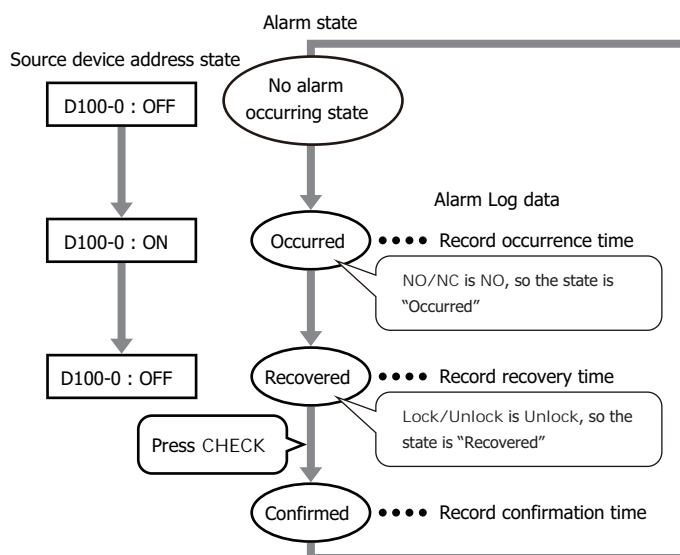 Alarm state
Source device address state
No alarm
occurring state
D100-0 : OFF
Alarm Log data
D100-0 : ON
Occurred
•••• Record occurrence time
NO/NC is NO, so the state is
“Occurred”
D100-0 : OFF
Recovered
•••• Record recovery time
Lock/Unlock is Unlock, so the
state is “Recovered”
Press CHECK
Confirmed
•••• Record confirmation time